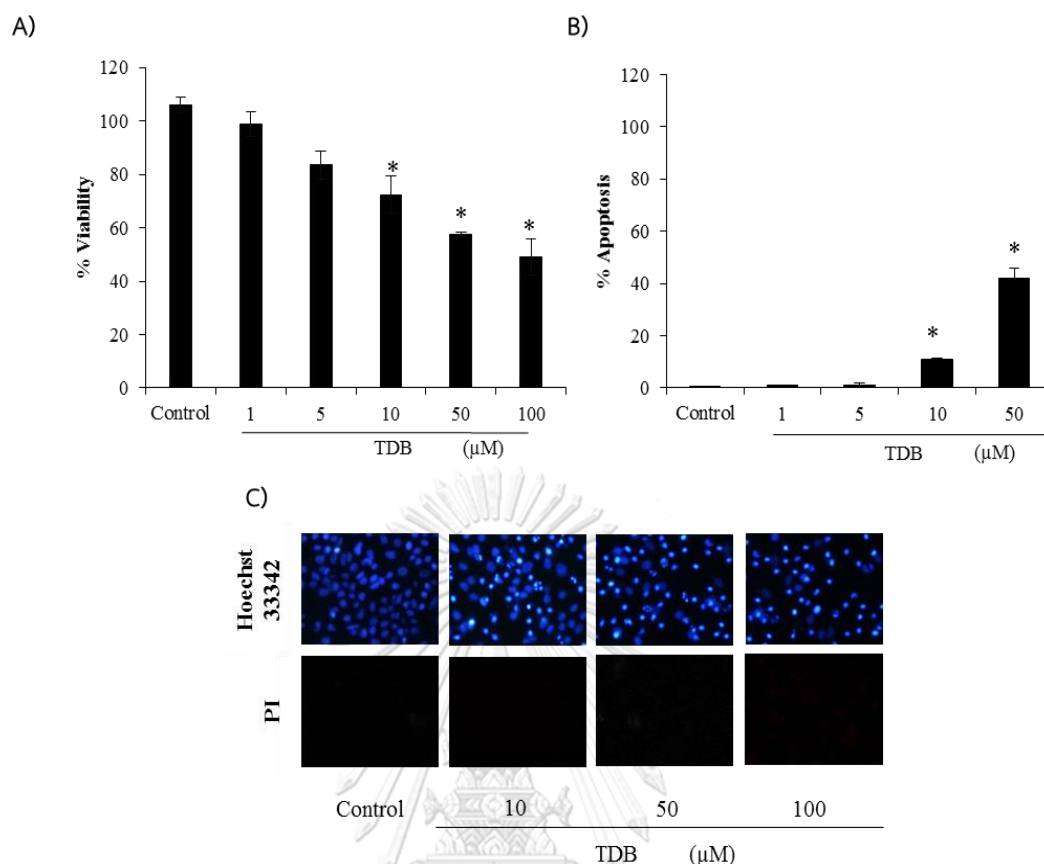 A)
120
100
80
60
40
20
0
% Viability
*
*
*
Control 1 5 10 50 100
TDB (µM)
B)
120
100
80
60
40
20
0
% Apoptosis
*
*
Control 1 5 10 50
TDB (µM)
C)
Hoechst
33342
PI
Control 10 50 100
TDB (µM)